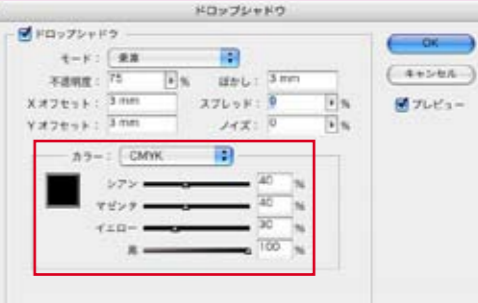 ドロップシャドウ
ドロップシャドウ
OK
モード： 乗算
キャンセル
不透明度： 75 % ぼかし： 3 mm
X オフセット： 3 mm スプレッド： 0 %
プレビュー
Y オフセット： 3 mm ノイズ： 0 %
カラー： CMYK
シアン 40 %
マゼンタ 40 %
イエロー 30 %
黒 100 %